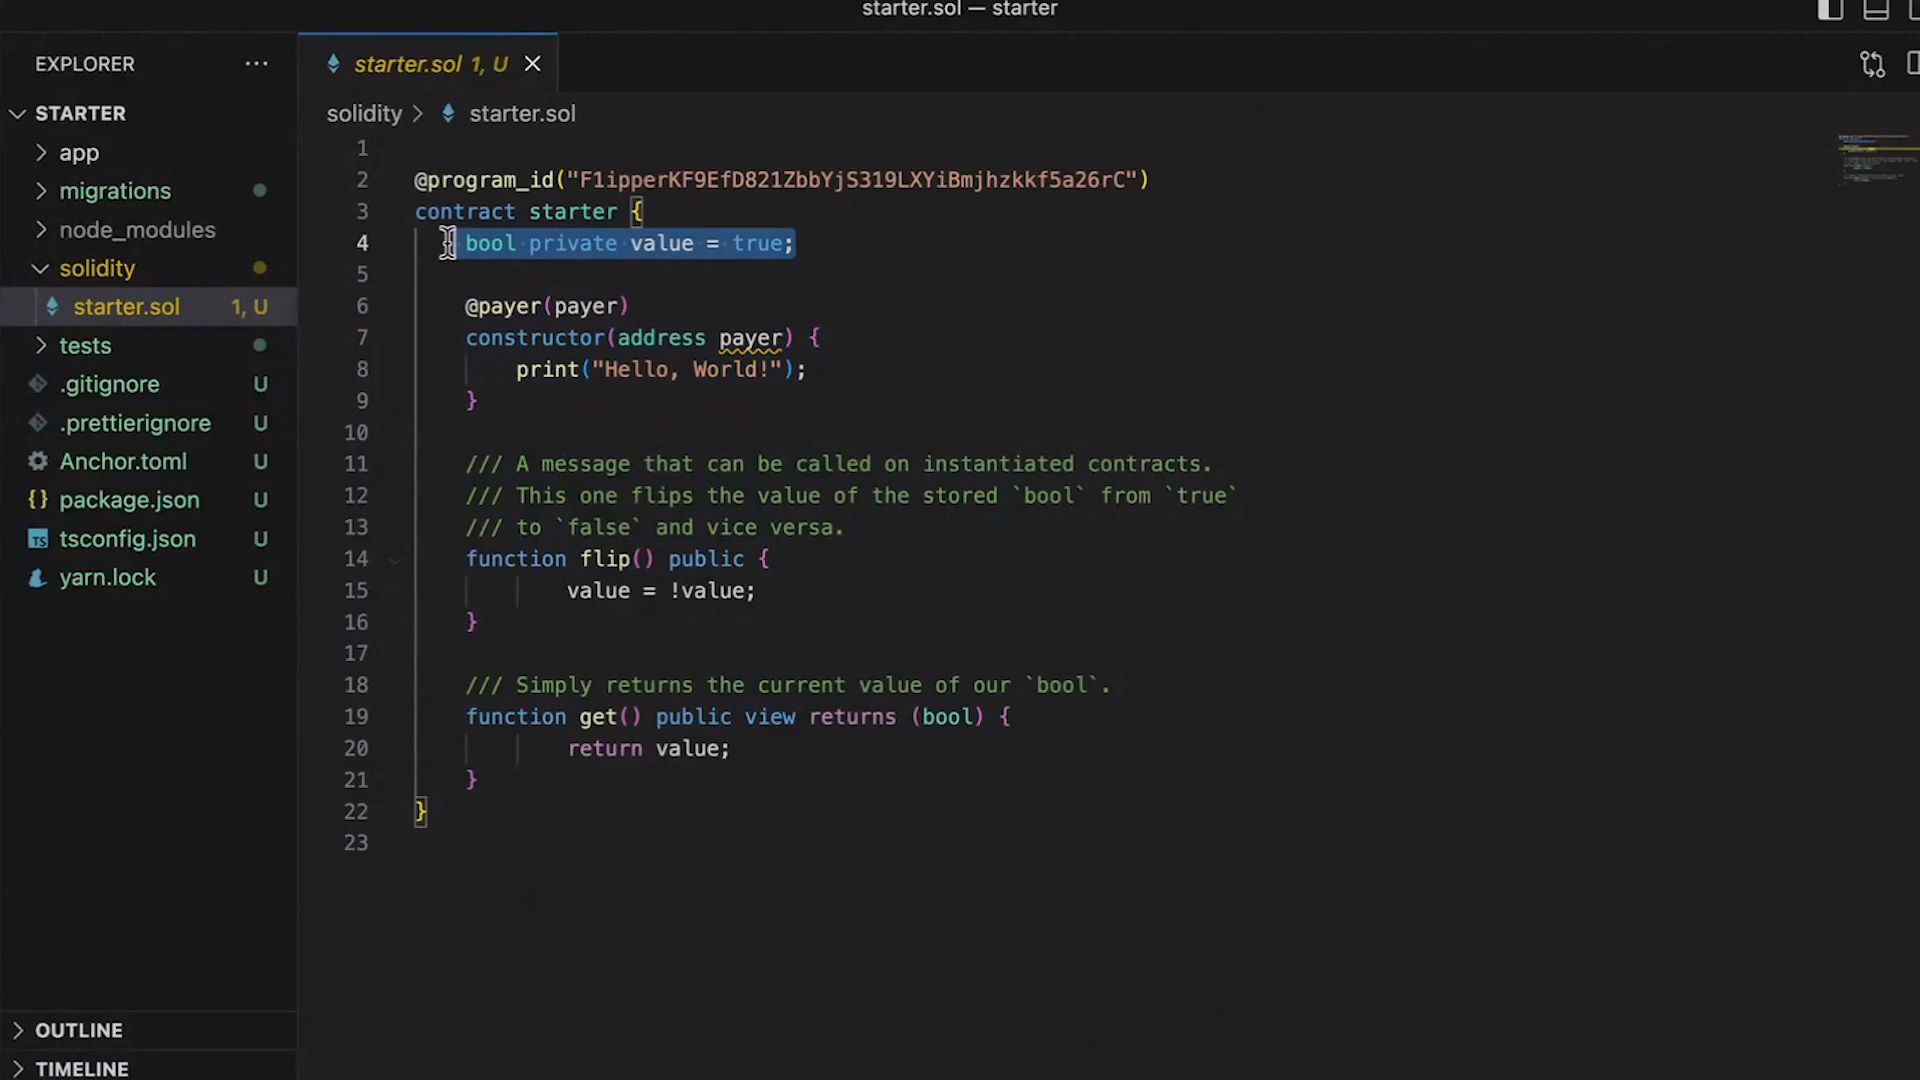 starter.sol — starter
EXPLORER ...
STARTER
app
migrations
node_modules
solidity
starter.sol 1, U
tests
.gitignore U
.prettierignore U
Anchor.toml U
{} package.json U
TS tsconfig.json U
yarn.lock U
OUTLINE
TIMELINE
starter.sol 1, U
solidity > starter.sol
1
2 @program_id("F1ipperKF9EfD821ZbbYjS319LXYiBmjhzkkf5a26rC")
3 contract starter {
4 bool private value = true;
5
6 @payer(payer)
7 constructor(address payer) {
8 print("Hello, World!");
9 }
10
11 /// A message that can be called on instantiated contracts.
12 /// This one flips the value of the stored `bool` from `true`
13 /// to `false` and vice versa.
14 function flip() public {
15 value = !value;
16 }
17
18 /// Simply returns the current value of our `bool`.
19 function get() public view returns (bool) {
20 return value;
21 }
22 }
23